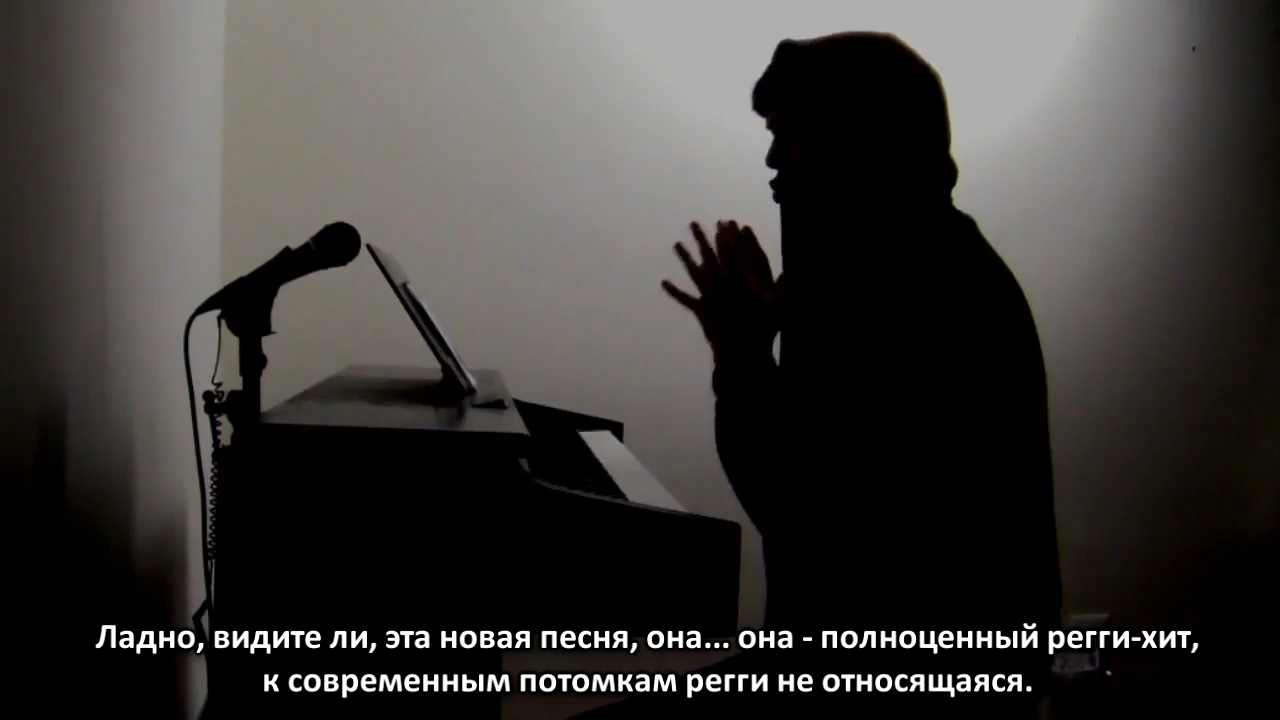 Ладно, видите ли, эта новая песня, она... она - полноценный регги-хит,
к современным потомкам регги не относящаяся.